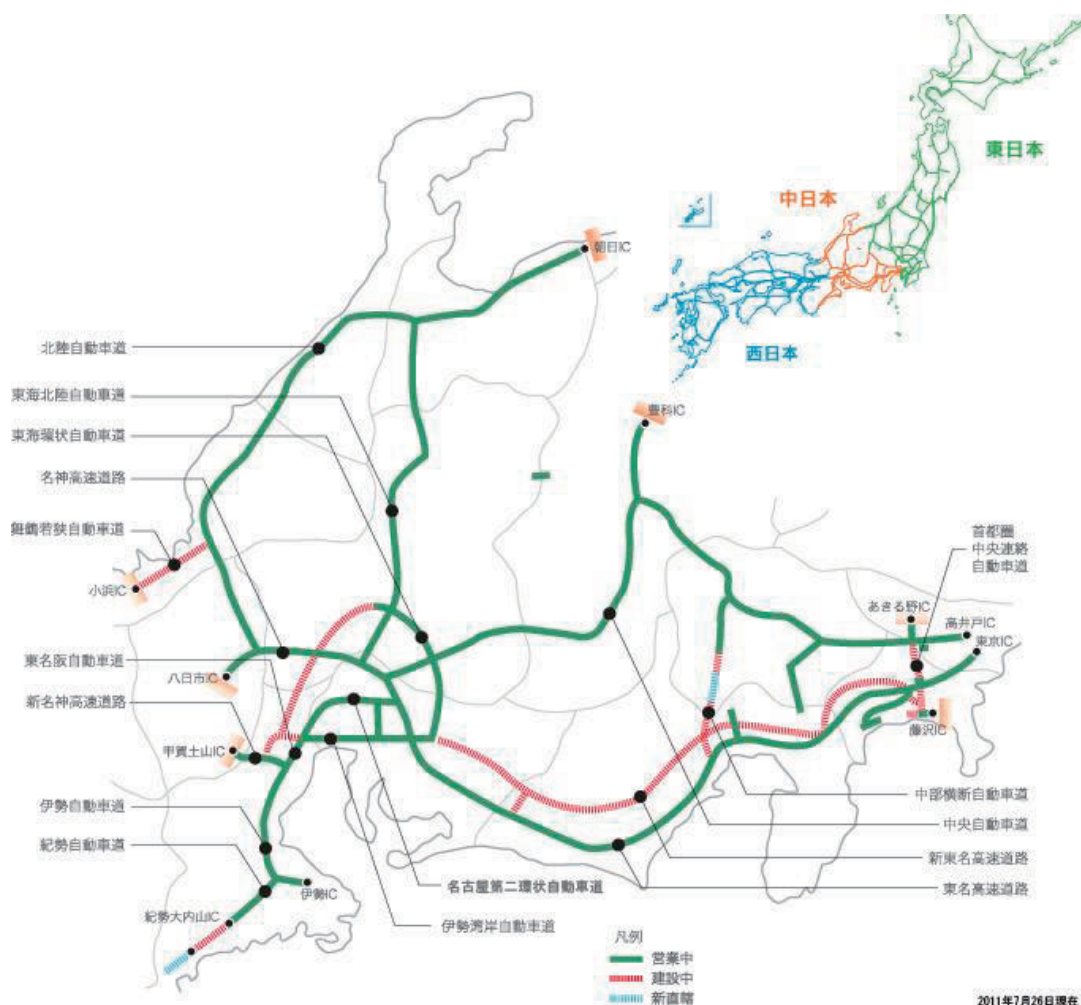 東日本
中日本
西日本
朝日IC
北陸自動車道
東海北陸自動車道
豊科IC
東海環状自動車道
名神高速道路
舞鶴若狭自動車道
首都圏
中央連絡
自動車道
小浜IC
あきる野IC
高井戸IC
東京IC
東名阪自動車道
八日市IC
新名神高速道路
藤沢IC
甲賀土山IC
中部横断自動車道
伊勢自動車道
中央自動車道
紀勢自動車道
新東名高速道路
伊勢IC
名古屋第二環状自動車道
東名高速道路
紀勢大内山IC
伊勢湾岸自動車道
凡例
営業中
建設中
新直轄
2011年7月26日現在